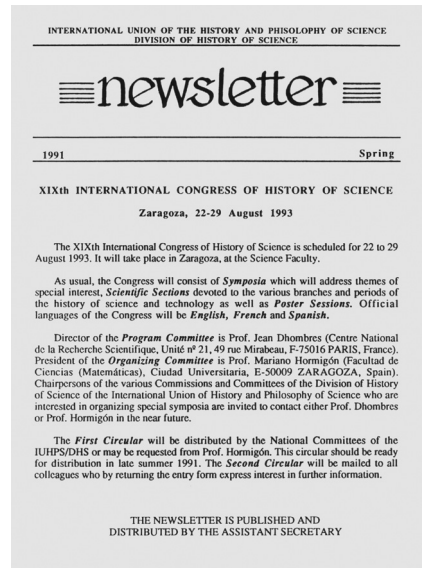 INTERNATIONAL UNION OF THE HISTORY AND PHISOLOPHY OF SCIENCE
DIVISION OF HISTORY OF SCIENCE
newsletter
1991 Spring
XIXth INTERNATIONAL CONGRESS OF HISTORY OF SCIENCE
Zaragoza, 22-29 August 1993
The XIXth International Congress of History of Science is scheduled for 22 to 29
August 1993. It will take place in Zaragoza, at the Science Faculty.
As usual, the Congress will consist of Symposia which will address themes of
special interest, Scientific Sections devoted to the various branches and periods of
the history of science and technology as well as Poster Sessions. Official
languages of the Congress will be English, French and Spanish.
Director of the Program Committee is Prof. Jean Dhombres (Centre National
de la Recherche Scientifique, Unité nº 21, 49 rue Mirabeau, F-75016 PARIS, France).
President of the Organizing Committee is Prof. Mariano Hormigón (Facultad de
Ciencias (Matemáticas), Ciudad Universitaria, E-50009 ZARAGOZA, Spain).
Chairpersons of the various Commissions and Committees of the Division of History
of Science of the International Union of History and Philosophy of Science who are
interested in organizing special symposia are invited to contact either Prof. Dhombres
or Prof. Hormigón in the near future.
The First Circular will be distributed by the National Committees of the
IUHPS/DHS or may be requested from Prof. Hormigón. This circular should be ready
for distribution in late summer 1991. The Second Circular will be mailed to all
colleagues who by returning the entry form express interest in further information.
THE NEWSLETTER IS PUBLISHED AND
DISTRIBUTED BY THE ASSISTANT SECRETARY